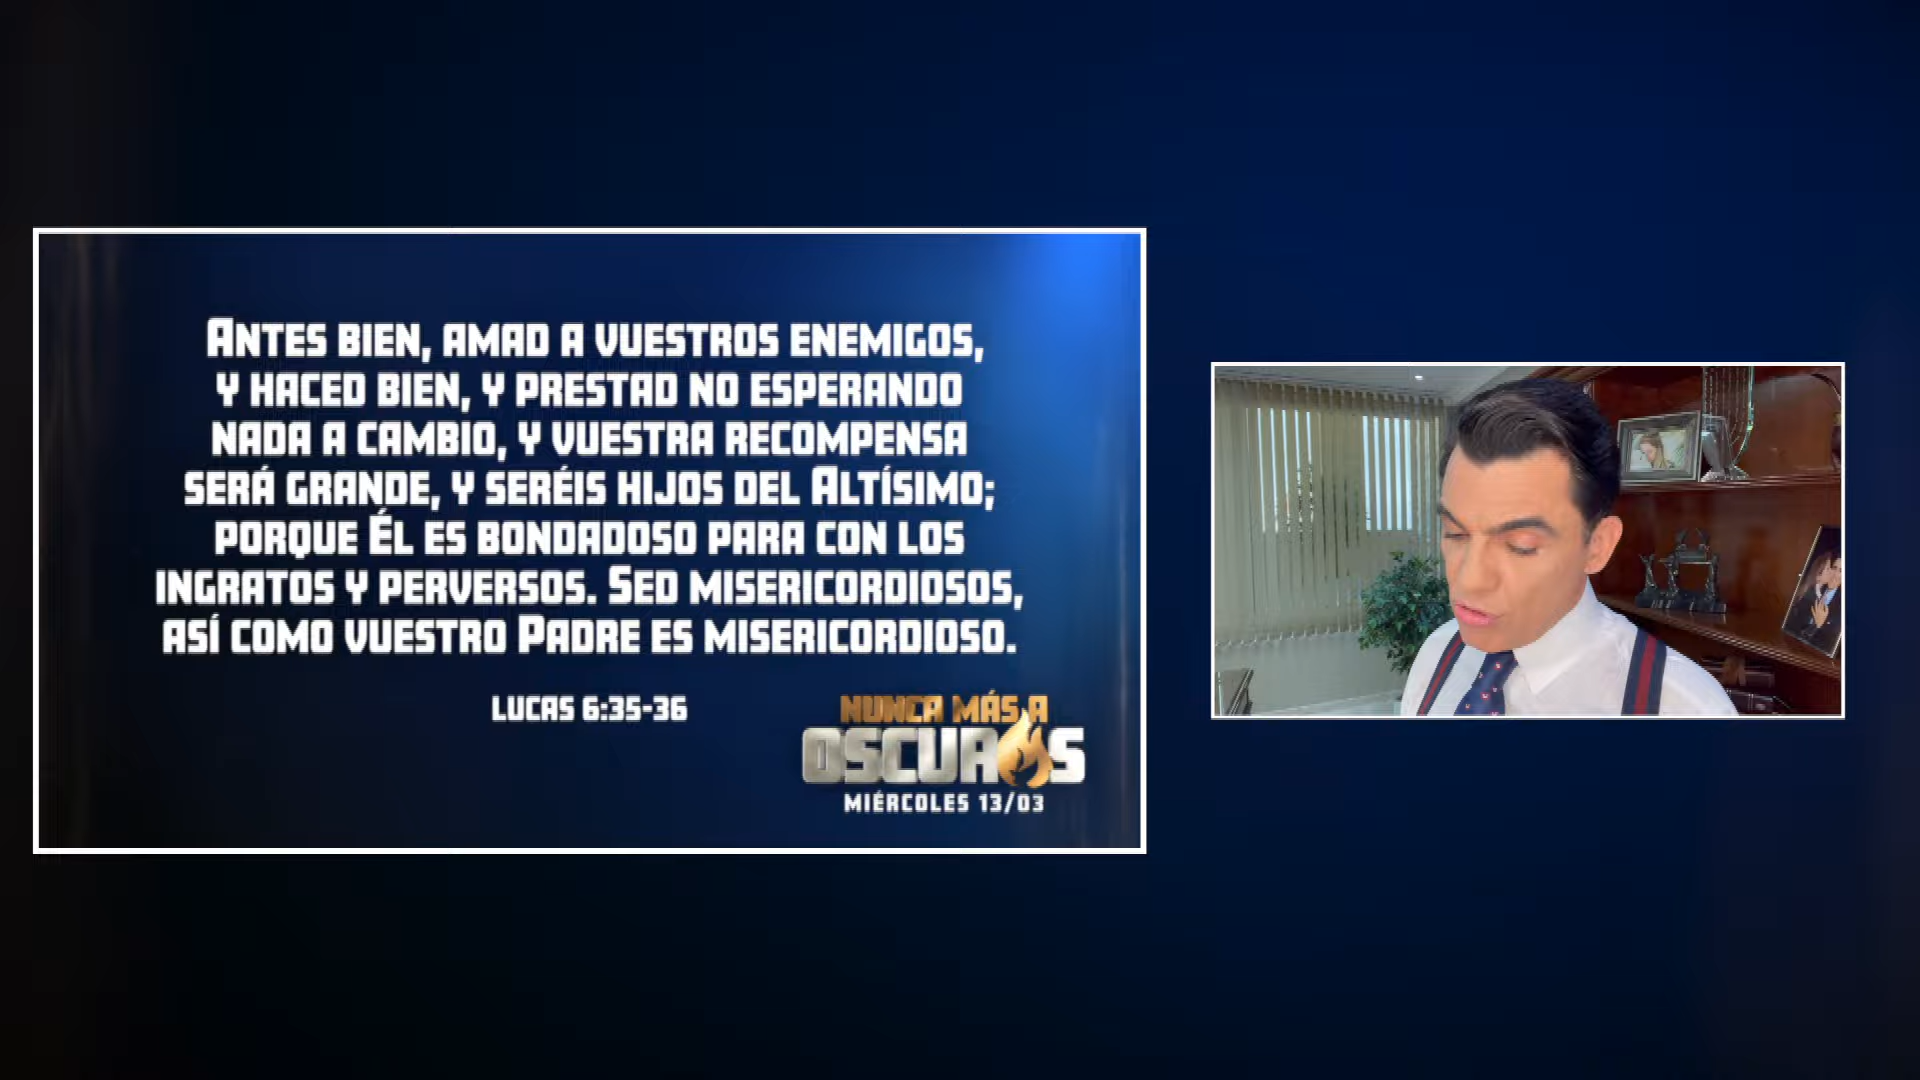 Antes bien, amad a vuestros enemigos,
y haced bien, y prestad no esperando
nada a cambio, y vuestra recompensa
será grande, y seréis hijos del Altísimo;
porque Él es bondadoso para con los
ingratos y perversos. Sed misericordiosos,
así como vuestro Padre es misericordioso.
LUCAS 6:35-36
NUNCA MÁS A
OSCURAS
MIÉRCOLES 13/03